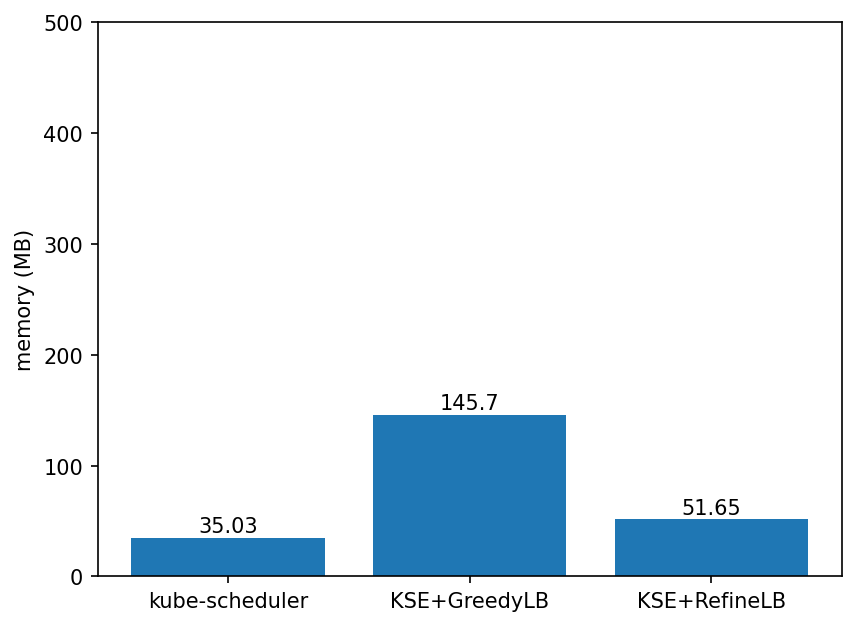 500
400
300
200
100
0
memory (MB)
35.03
145.7
51.65
kube-scheduler
KSE+GreedyLB
KSE+RefineLB